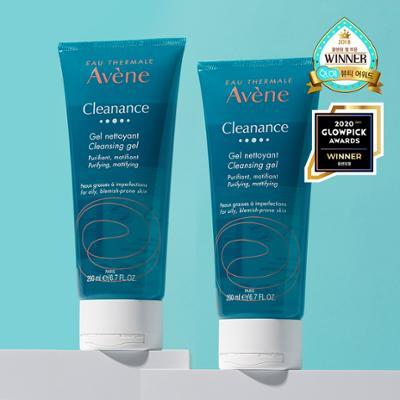 EAU THERMALE
Avène
Cleanance
Gel nettoyant
Cleansing gel
Purifiant, matifiant
Purifying, mattifying
Peaux grasses à imperfections
for oily, blemish-prone skin
PARIS
200 ml ℮/6.7 FL.OZ.
EAU THERMALE
Avène
Cleanance
Gel nettoyant
Cleansing gel
Purifiant, matifiant
Purifying, mattifying
Peaux grasses à imperfections
for oily, blemish-prone skin
PARIS
200 ml ℮/6.7 FL.OZ.
2018
WINNER
뷰티 어워드
2020
GLOWPICK
AWARDS
WINNER